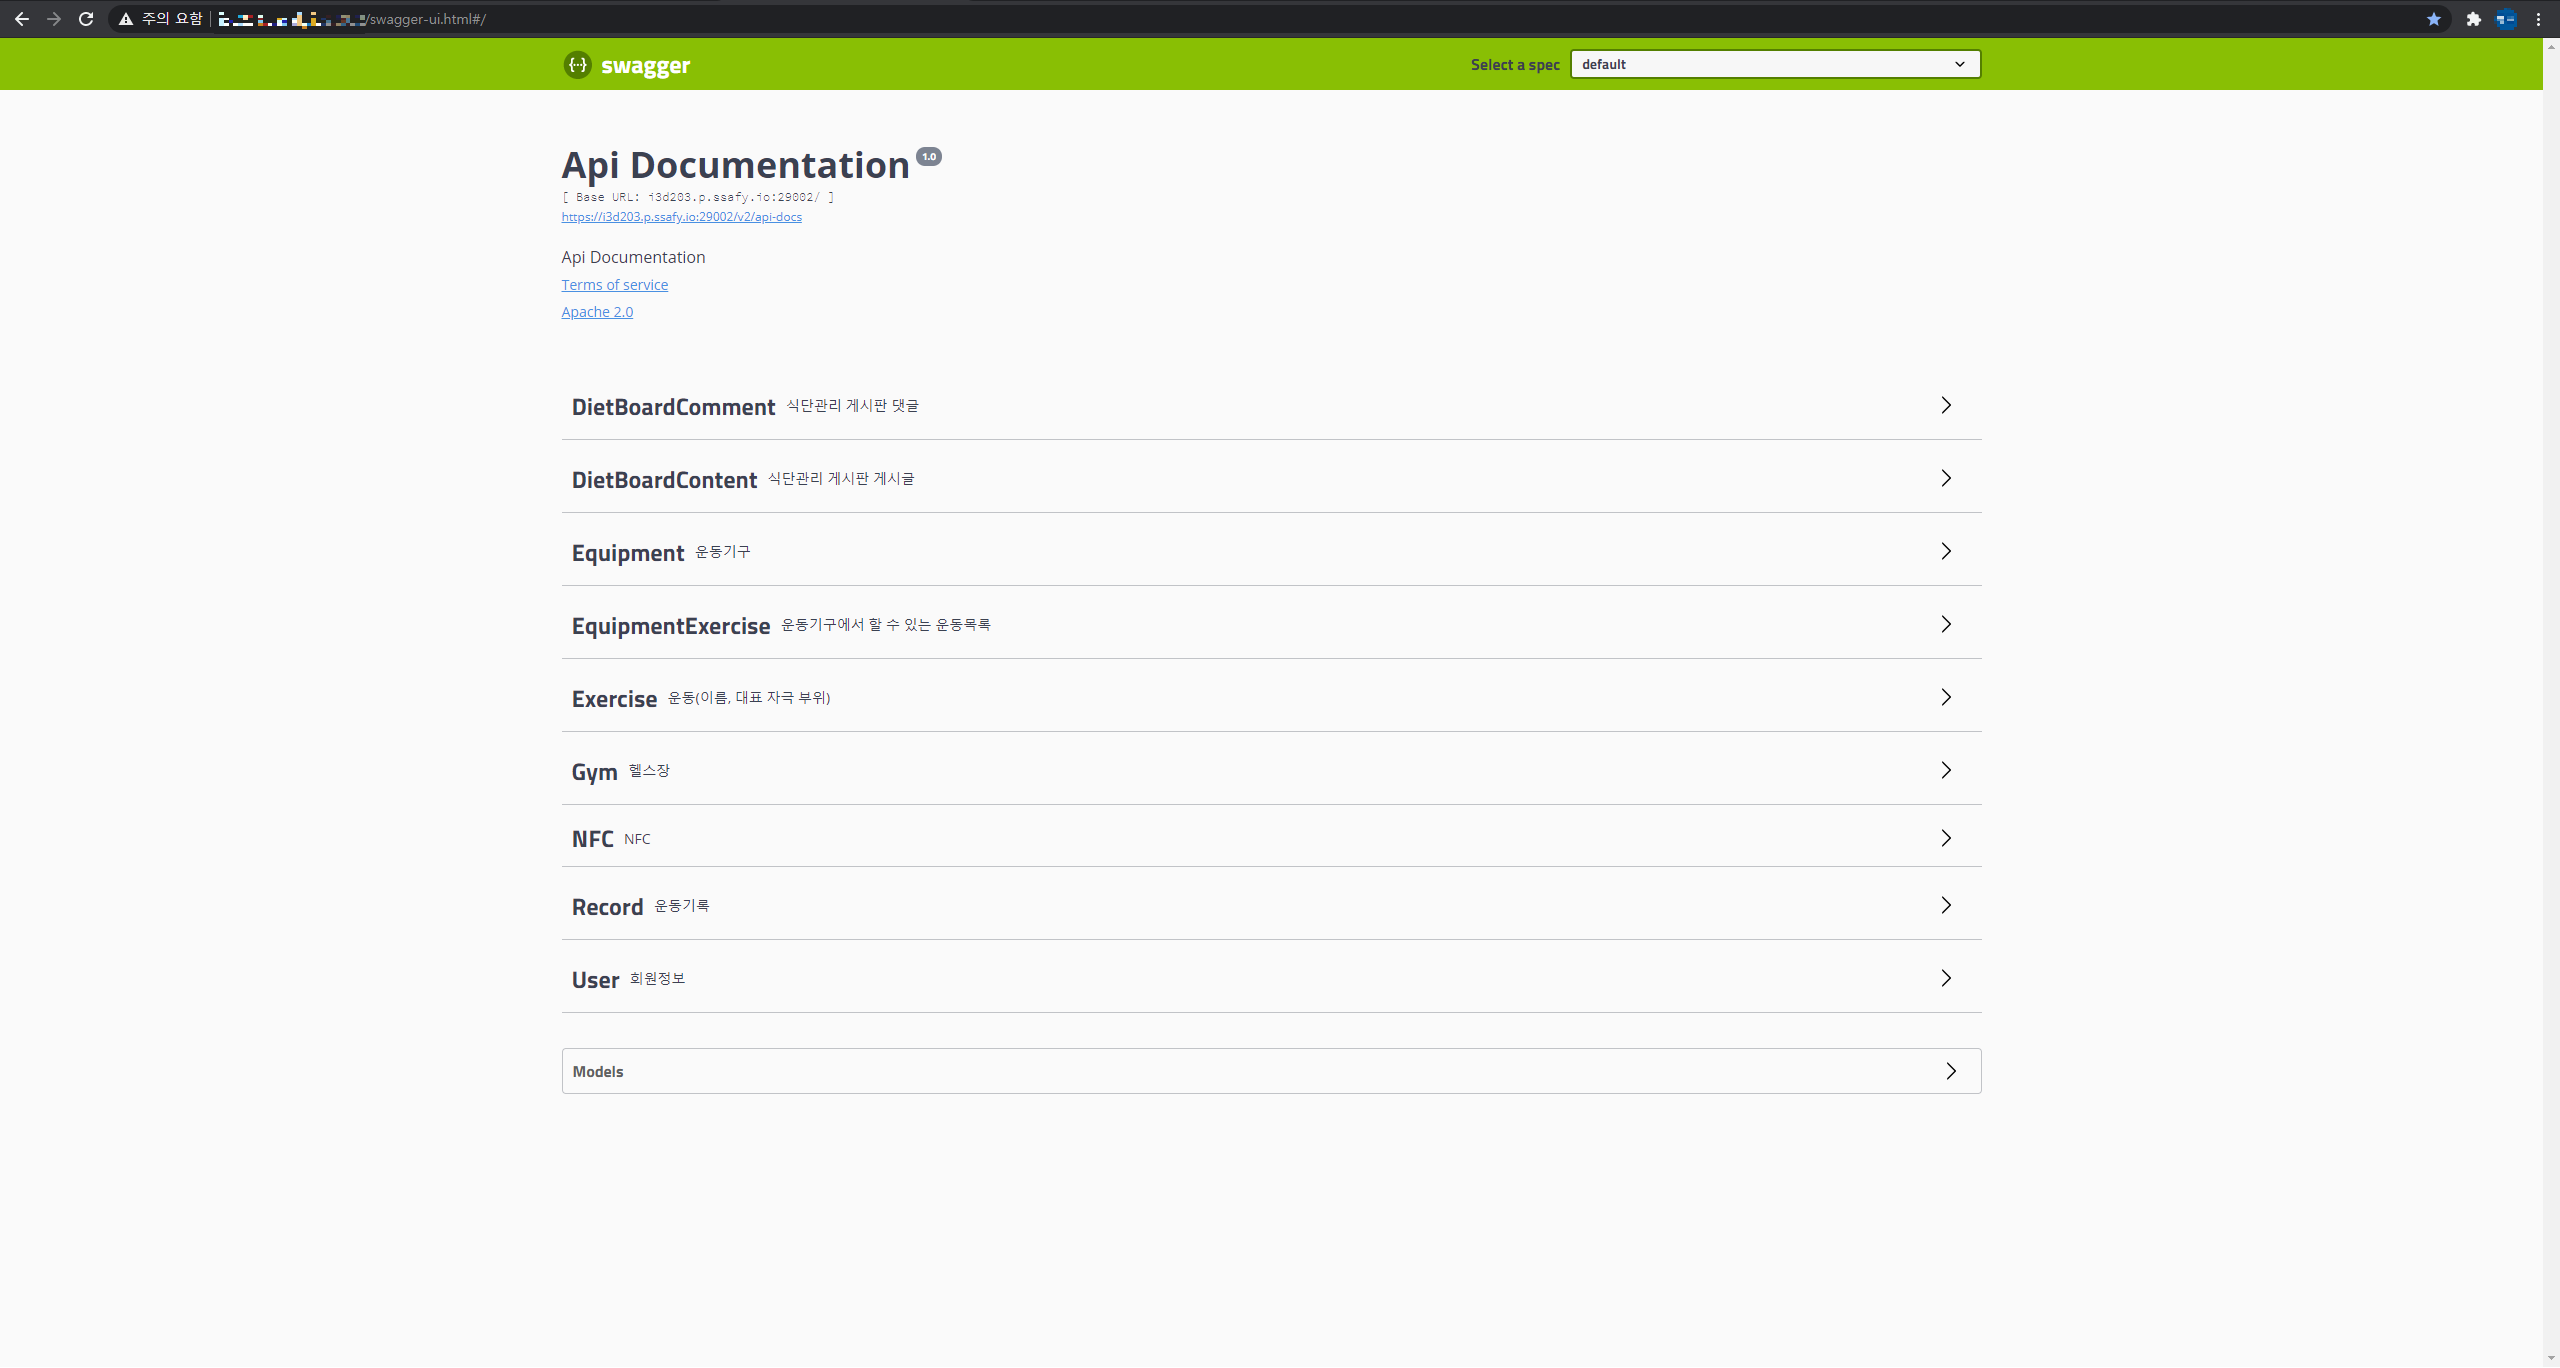 주의 요함 /swagger-ui.html#/
swagger
Select a spec default
Api Documentation 1.0
[ Base URL: i3d203.p.ssafy.io:29002/ ]
https://i3d203.p.ssafy.io:29002/v2/api-docs
Api Documentation
Terms of service
Apache 2.0
DietBoardComment 식단관리 게시판 댓글
DietBoardContent 식단관리 게시판 게시글
Equipment 운동기구
EquipmentExercise 운동기구에서 할 수 있는 운동목록
Exercise 운동(이름, 대표 자극 부위)
Gym 헬스장
NFC NFC
Record 운동기록
User 회원정보
Models